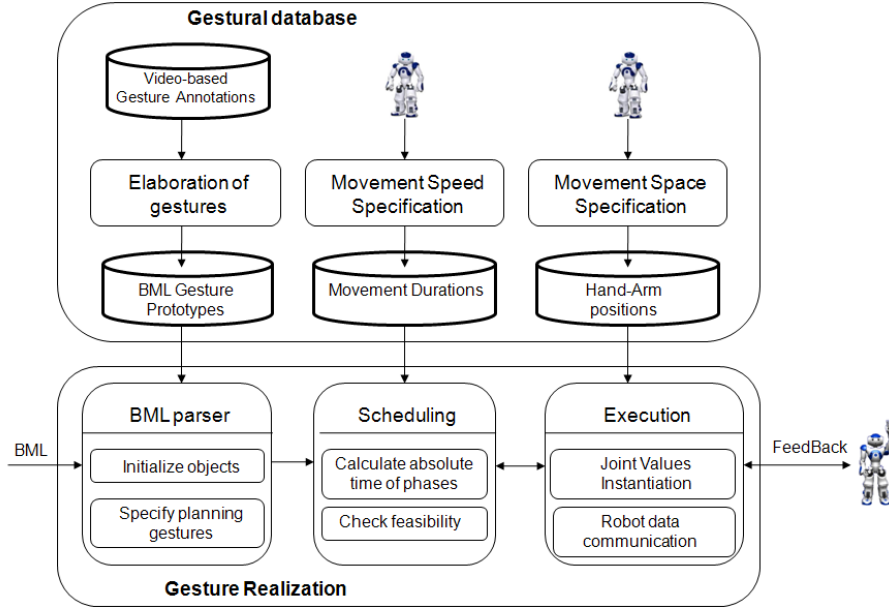 Gestural database
Video-based
Gesture Annotations
Elaboration of
gestures
Movement Speed
Specification
Movement Space
Specification
BML Gesture
Prototypes
Movement Durations
Hand-Arm
positions
BML
BML parser
Initialize objects
Specify planning
gestures
Scheduling
Calculate absolute
time of phases
Check feasibility
Execution
Joint Values
Instantiation
Robot data
communication
FeedBack
Gesture Realization